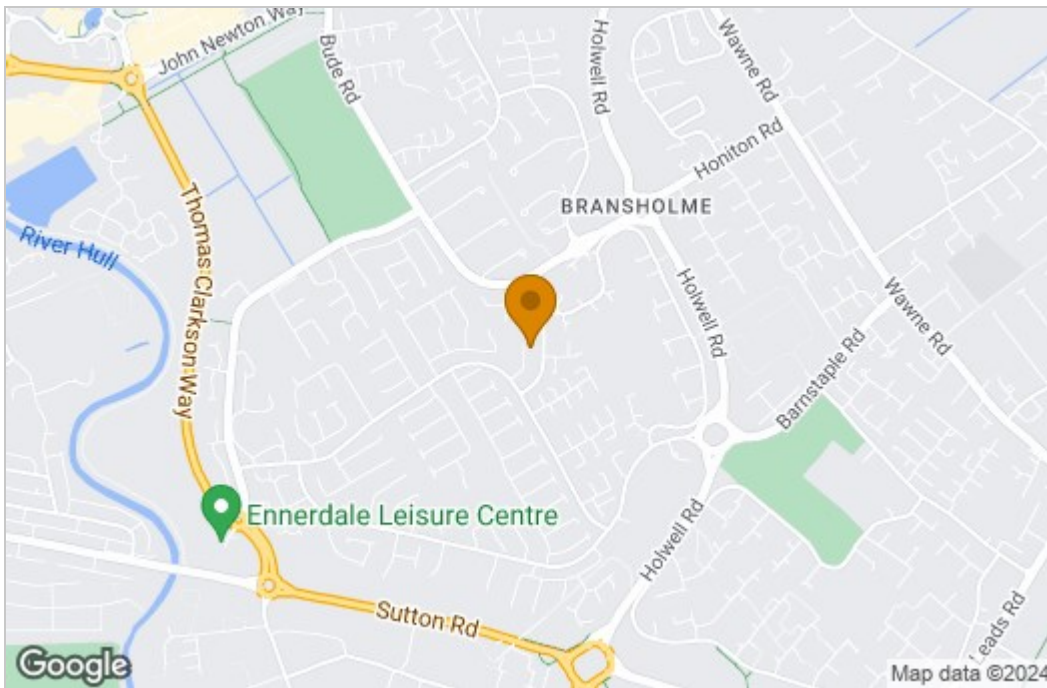 John Newton Way
Bude Rd
Holwell Rd
Wawne Rd
Honiton Rd
BRANSHOLME
River Hull
Thomas Clarkson Way
Holwell Rd
Wawne Rd
Barnstaple Rd
Ennerdale Leisure Centre
Holwell Rd
Sutton Rd
Leads Rd
Google
Map data ©2024